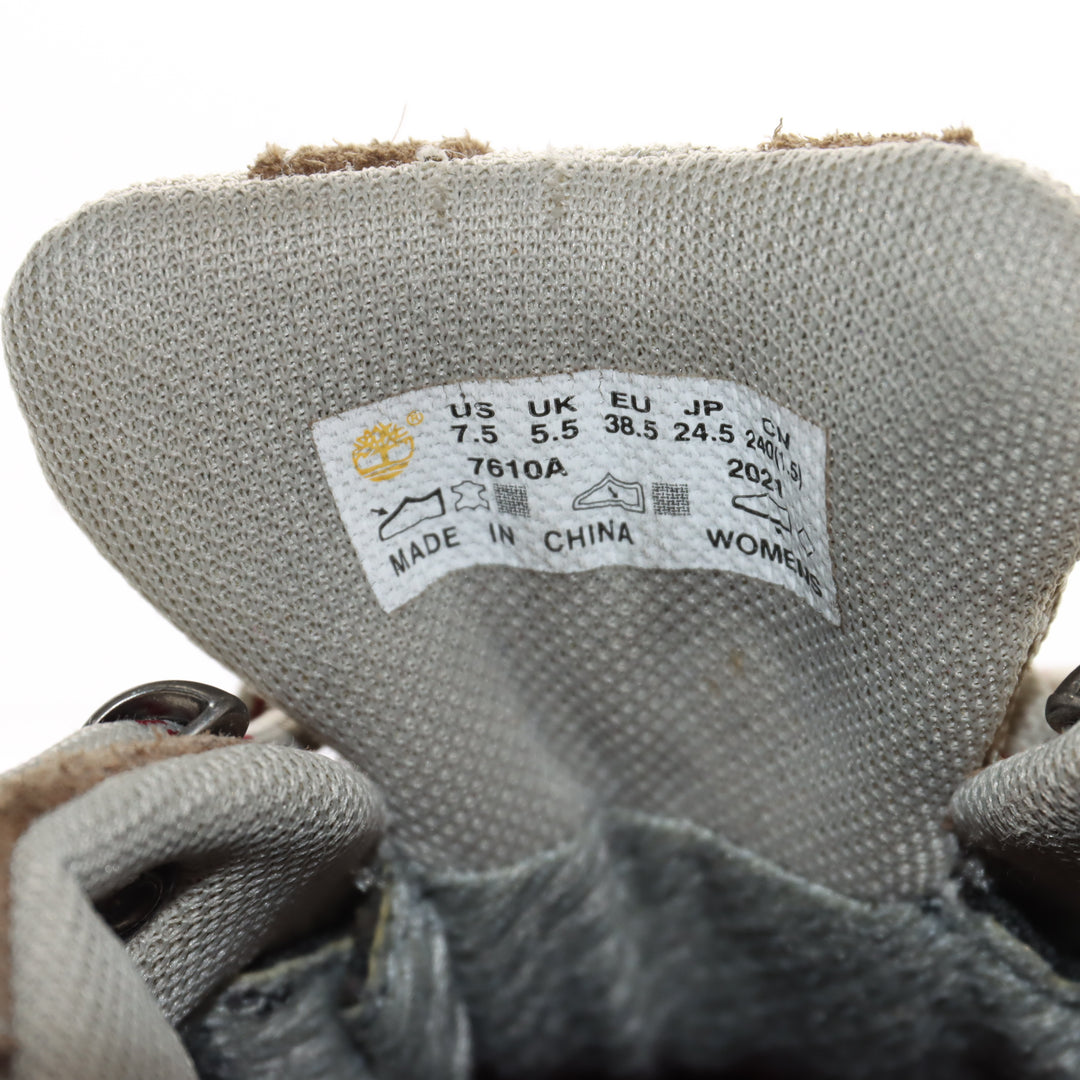 ® US UK EU JP CN
7.5 5.5 38.5 24.5 240(1.5)
7610A 2021
MADE IN CHINA WOMENS